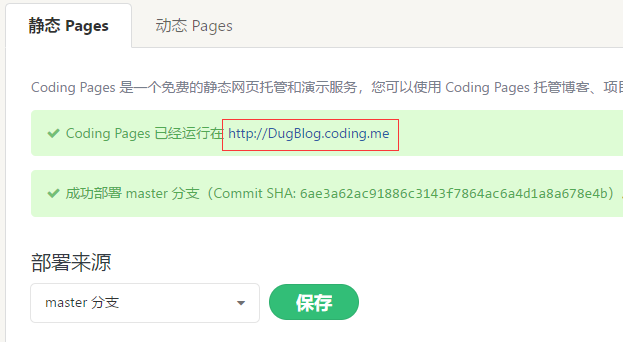 静态 Pages
动态 Pages
Coding Pages 是一个免费的静态网页托管和演示服务，您可以使用 Coding Pages 托管博客、项目
Coding Pages 已经运行在 http://DugBlog.coding.me
成功部署 master 分支（Commit SHA: 6ae3a62ac91886c3143f7864ac6a4d1a8a678e4b）
部署来源
master 分支
保存